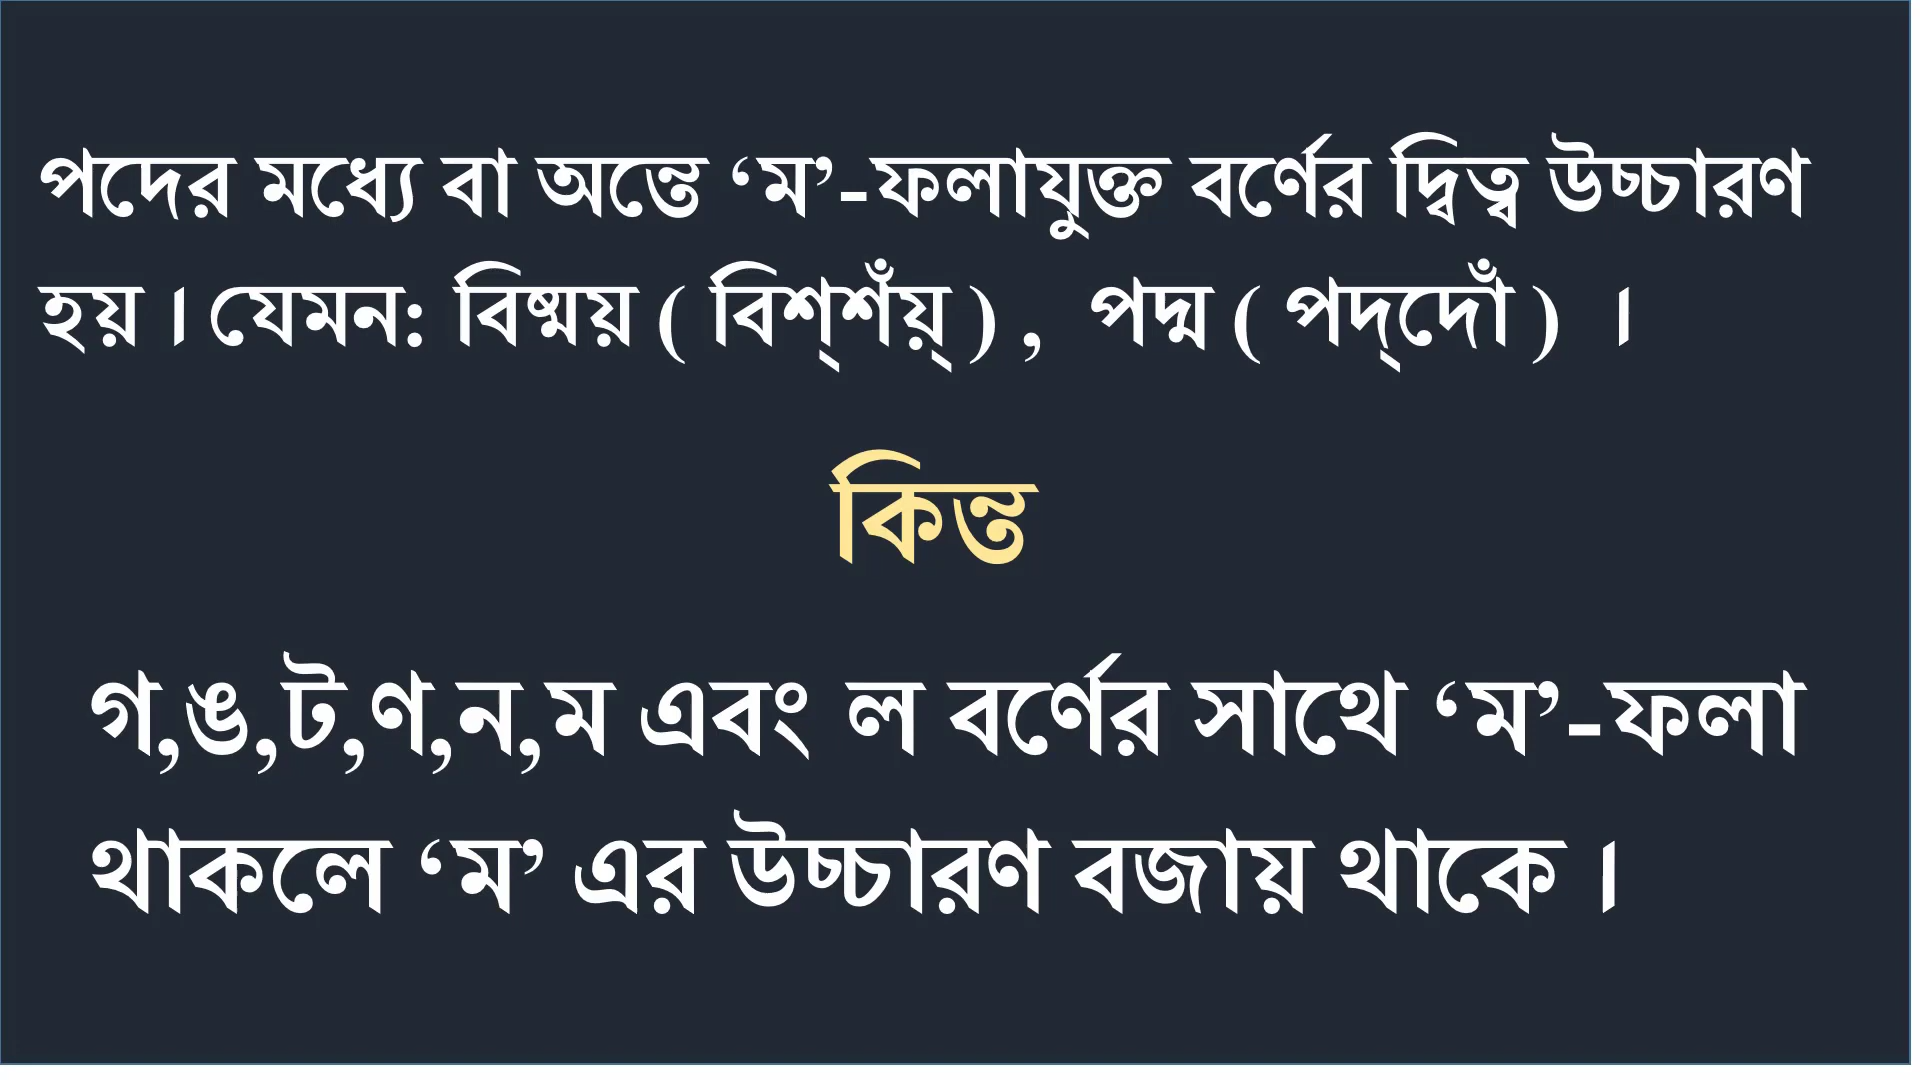 পদের মধ্যে বা অন্তে ‘ম’-ফলাযুক্ত বর্ণের দ্বিত্ব উচ্চারণ
হয় । যেমন: বিষ্ময় ( বিশ্‌শঁয়্ ) , পদ্ম ( পদ্‌দোঁ ) ।
কিন্ত
গ,ঙ,ট,ণ,ন,ম এবং ল বর্ণের সাথে ‘ম’-ফলা
থাকলে ‘ম’ এর উচ্চারণ বজায় থাকে ।